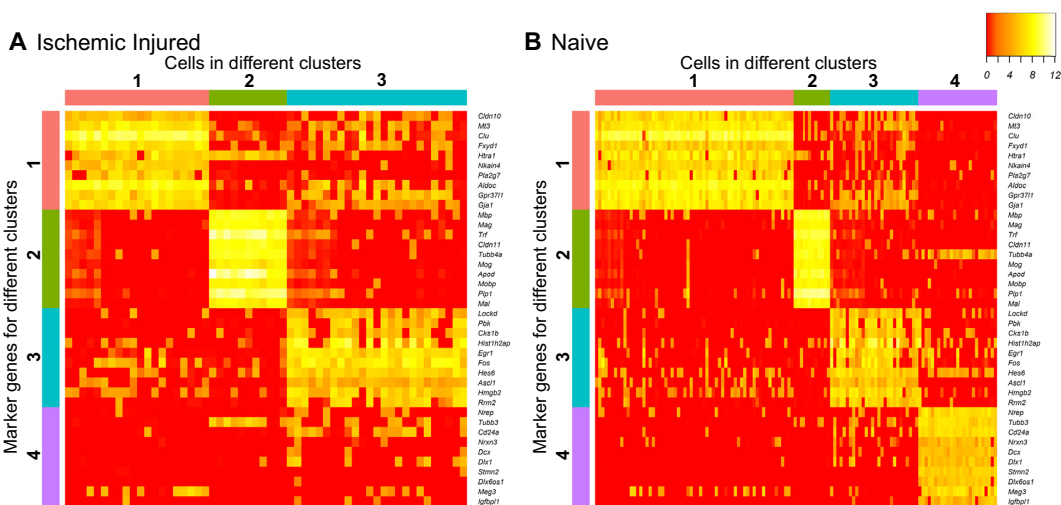 A Ischemic Injured
Cells in different clusters
1 2 3
Marker genes for different clusters
1
2
3
4
Cldn10
Mt3
Clu
Fxyd1
Htra1
Nkain4
Pla2g7
Aldoc
Gpr37l1
Gja1
Mbp
Mag
Trf
Cldn11
Tubb4a
Mog
Apod
Mobp
Plp1
Mal
Lockd
Pbk
Cks1b
Hist1h2ap
Egr1
Fos
Hes6
Ascl1
Hmgb2
Rrm2
Nrep
Tubb3
Cd24a
Nrxn3
Dcx
Dlx1
Stmn2
Dlx6os1
Meg3
Igfbpl1
B Naive
Cells in different clusters
1 2 3 4
Marker genes for different clusters
1
2
3
4
Cldn10
Mt3
Clu
Fxyd1
Htra1
Nkain4
Pla2g7
Aldoc
Gpr37l1
Gja1
Mbp
Mag
Trf
Cldn11
Tubb4a
Mog
Apod
Mobp
Plp1
Mal
Lockd
Pbk
Cks1b
Hist1h2ap
Egr1
Fos
Hes6
Ascl1
Hmgb2
Rrm2
Nrep
Tubb3
Cd24a
Nrxn3
Dcx
Dlx1
Stmn2
Dlx6os1
Meg3
Igfbpl1
0 4 8 12